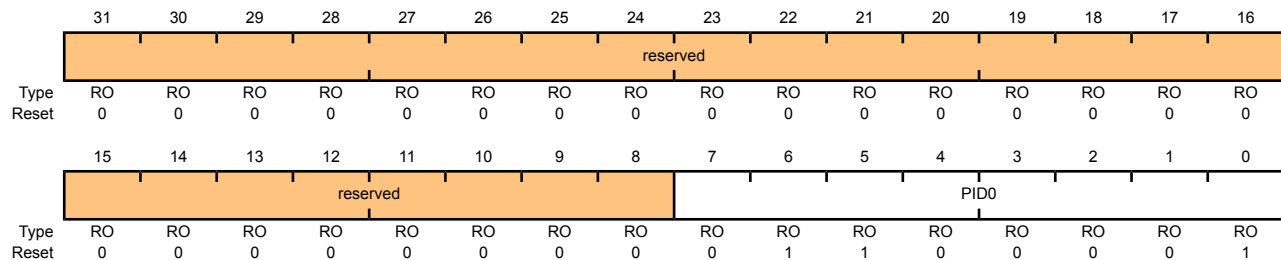 31 30 29 28 27 26 25 24 23 22 21 20 19 18 17 16
reserved
Type RO RO RO RO RO RO RO RO RO RO RO RO RO RO RO RO
Reset 0 0 0 0 0 0 0 0 0 0 0 0 0 0 0 0
15 14 13 12 11 10 9 8 7 6 5 4 3 2 1 0
reserved PID0
Type RO RO RO RO RO RO RO RO RO RO RO RO RO RO RO RO
Reset 0 0 0 0 0 0 0 0 0 1 1 0 0 0 0 1